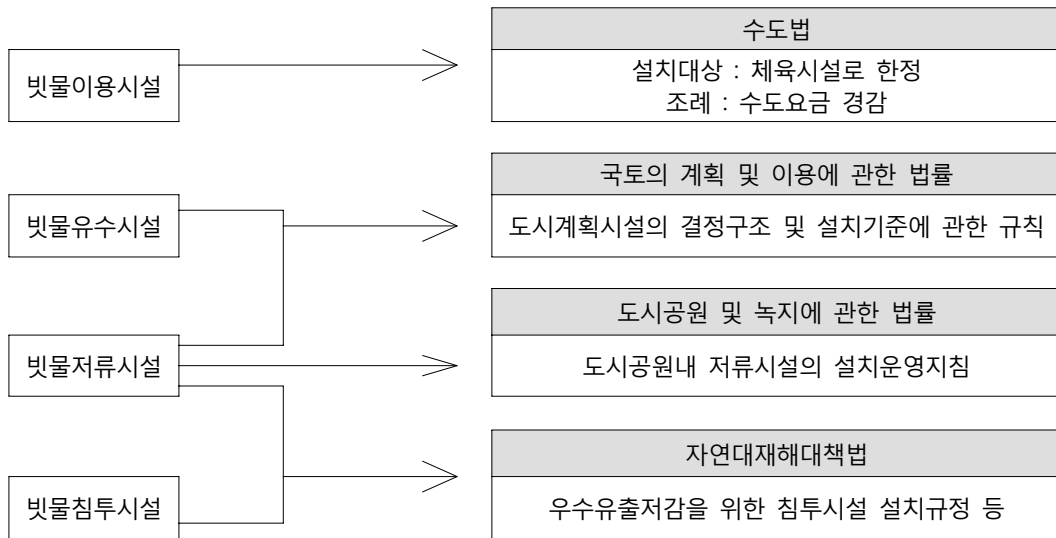 수도법
빗물이용시설
설치대상 : 체육시설로 한정
조례 : 수도요금 경감
국토의 계획 및 이용에 관한 법률
빗물유수시설
도시계획시설의 결정구조 및 설치기준에 관한 규칙
도시공원 및 녹지에 관한 법률
빗물저류시설
도시공원내 저류시설의 설치운영지침
자연대재해대책법
빗물침투시설
우수유출저감을 위한 침투시설 설치규정 등